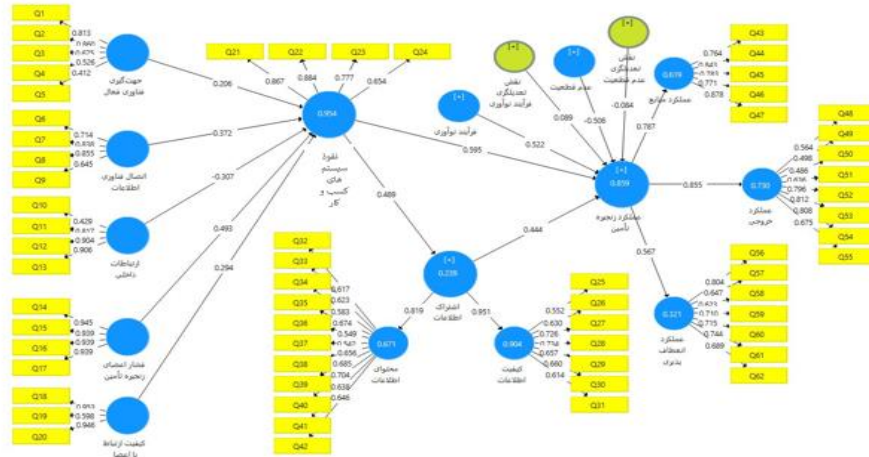 Q1
Q2
Q3
Q4
Q5
0.813
0.526
0.412
جهت‌گیری
فناوری فعال
Q6
Q7
Q8
Q9
0.714
0.838
0.855
0.645
اتصال فناوری
اطلاعات
Q10
Q11
Q12
Q13
0.429
0.904
0.906
ارتباطات
داخلی
Q14
Q15
Q16
Q17
0.945
0.939
0.939
0.939
فشار اعضای
زنجیره تأمین
Q18
Q19
Q20
0.598
0.946
کیفیت ارتباط
با اعضا
0.206
0.372
-0.307
0.493
0.294
Q21
Q22
Q23
Q24
0.867
0.884
0.777
0.654
0.954
نفوذ
سیستم
های
کسب و
کار
0.595
0.489
[+]
فرآیند نوآوری
[+]
نقش
تعدیلگری
فرآیند نوآوری
[+]
عدم قطعیت
[+]
نقش
تعدیلگری
عدم قطعیت
0.522
0.089
-0.506
-0.084
[+]
0.859
عملکرد زنجیره
تأمین
[+]
0.239
اشتراک
اطلاعات
0.444
0.819
0.951
Q32
Q33
Q34
Q35
Q36
Q37
Q38
Q39
Q40
Q41
Q42
0.617
0.623
0.583
0.674
0.549
0.656
0.685
0.704
0.638
0.646
0.671
محتوای
اطلاعات
0.904
کیفیت
اطلاعات
Q25
Q26
Q27
Q28
Q29
Q30
Q31
0.552
0.630
0.726
0.657
0.660
0.614
0.787
0.855
0.567
0.619
عملکرد منابع
Q43
Q44
Q45
Q46
Q47
0.764
0.771
0.878
0.730
عملکرد
خروجی
Q48
Q49
Q50
Q51
Q52
Q53
Q54
Q55
0.564
0.498
0.486
0.796
0.812
0.808
0.675
0.321
عملکرد
انعطاف
پذیری
Q56
Q57
Q58
Q59
Q60
Q61
Q62
0.804
0.647
0.710
0.715
0.744
0.689